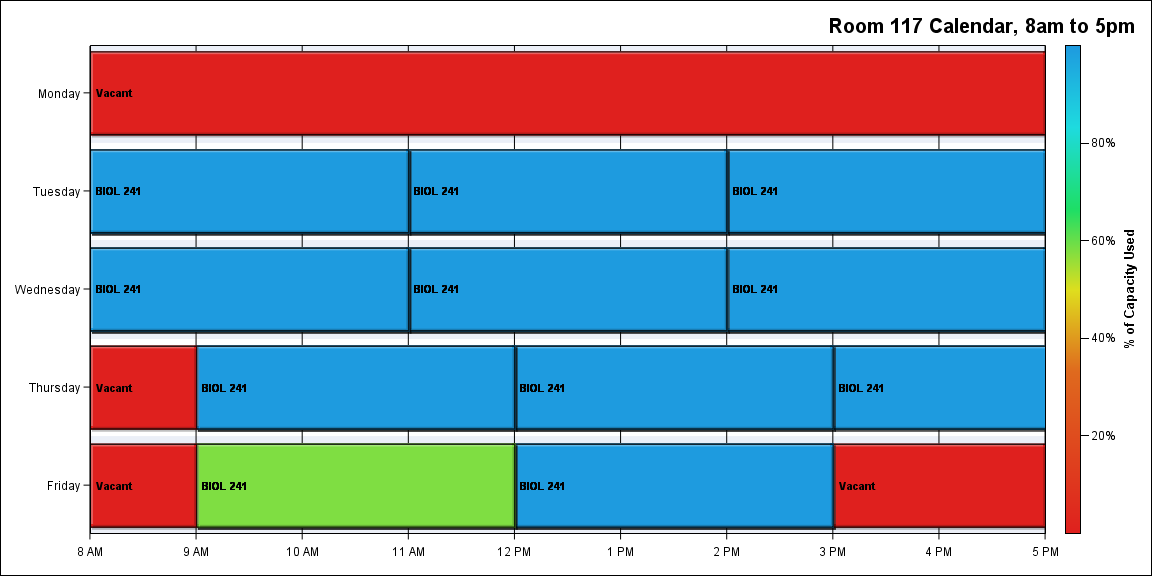 Room 117 Calendar, 8am to 5pm
Monday
Vacant
Tuesday
BIOL 241
BIOL 241
BIOL 241
Wednesday
BIOL 241
BIOL 241
BIOL 241
Thursday
Vacant
BIOL 241
BIOL 241
BIOL 241
Friday
Vacant
BIOL 241
BIOL 241
Vacant
8 AM
9 AM
10 AM
11 AM
12 PM
1 PM
2 PM
3 PM
4 PM
5 PM
80%
60%
40%
20%
% of Capacity Used